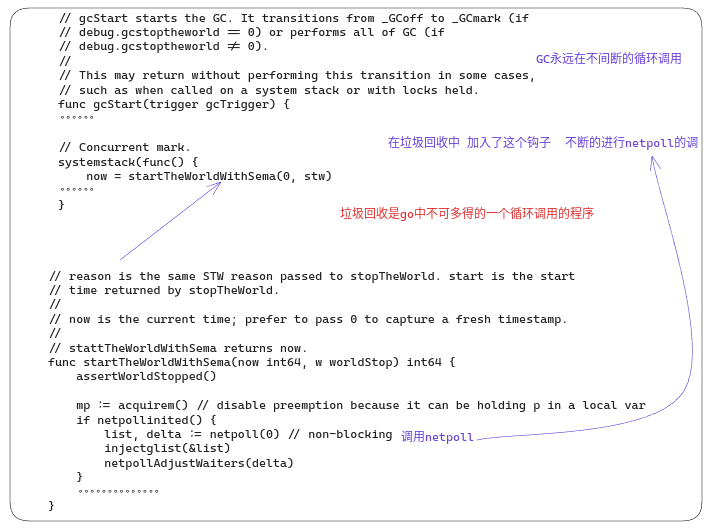 // gcStart starts the GC. It transitions from _GCoff to _GCmark (if
// debug.gcstoptheworld == 0) or performs all of GC (if
// debug.gcstoptheworld != 0).
//
GC永远在不间断的循环调用
// This may return without performing this transition in some cases,
// such as when called on a system stack or with locks held.
func gcStart(trigger gcTrigger) {
。。。。。。
在垃圾回收中 加入了这个钩子 不断的进行netpoll的调
// Concurrent mark.
systemstack(func() {
now = startTheWorldWithSema(0, stw)
。。。。。。
}
垃圾回收是go中不可多得的一个循环调用的程序
// reason is the same STW reason passed to stopTheWorld. start is the start
// time returned by stopTheWorld.
//
// now is the current time; prefer to pass 0 to capture a fresh timestamp.
//
// stattTheWorldWithSema returns now.
func startTheWorldWithSema(now int64, w worldStop) int64 {
assertWorldStopped()
mp := acquirem() // disable preemption because it can be holding p in a local var
if netpollinited() {
list, delta := netpoll(0) // non-blocking 调用netpoll
injectglist(&list)
netpollAdjustWaiters(delta)
}
。。。。。。。。。。。。。。
}